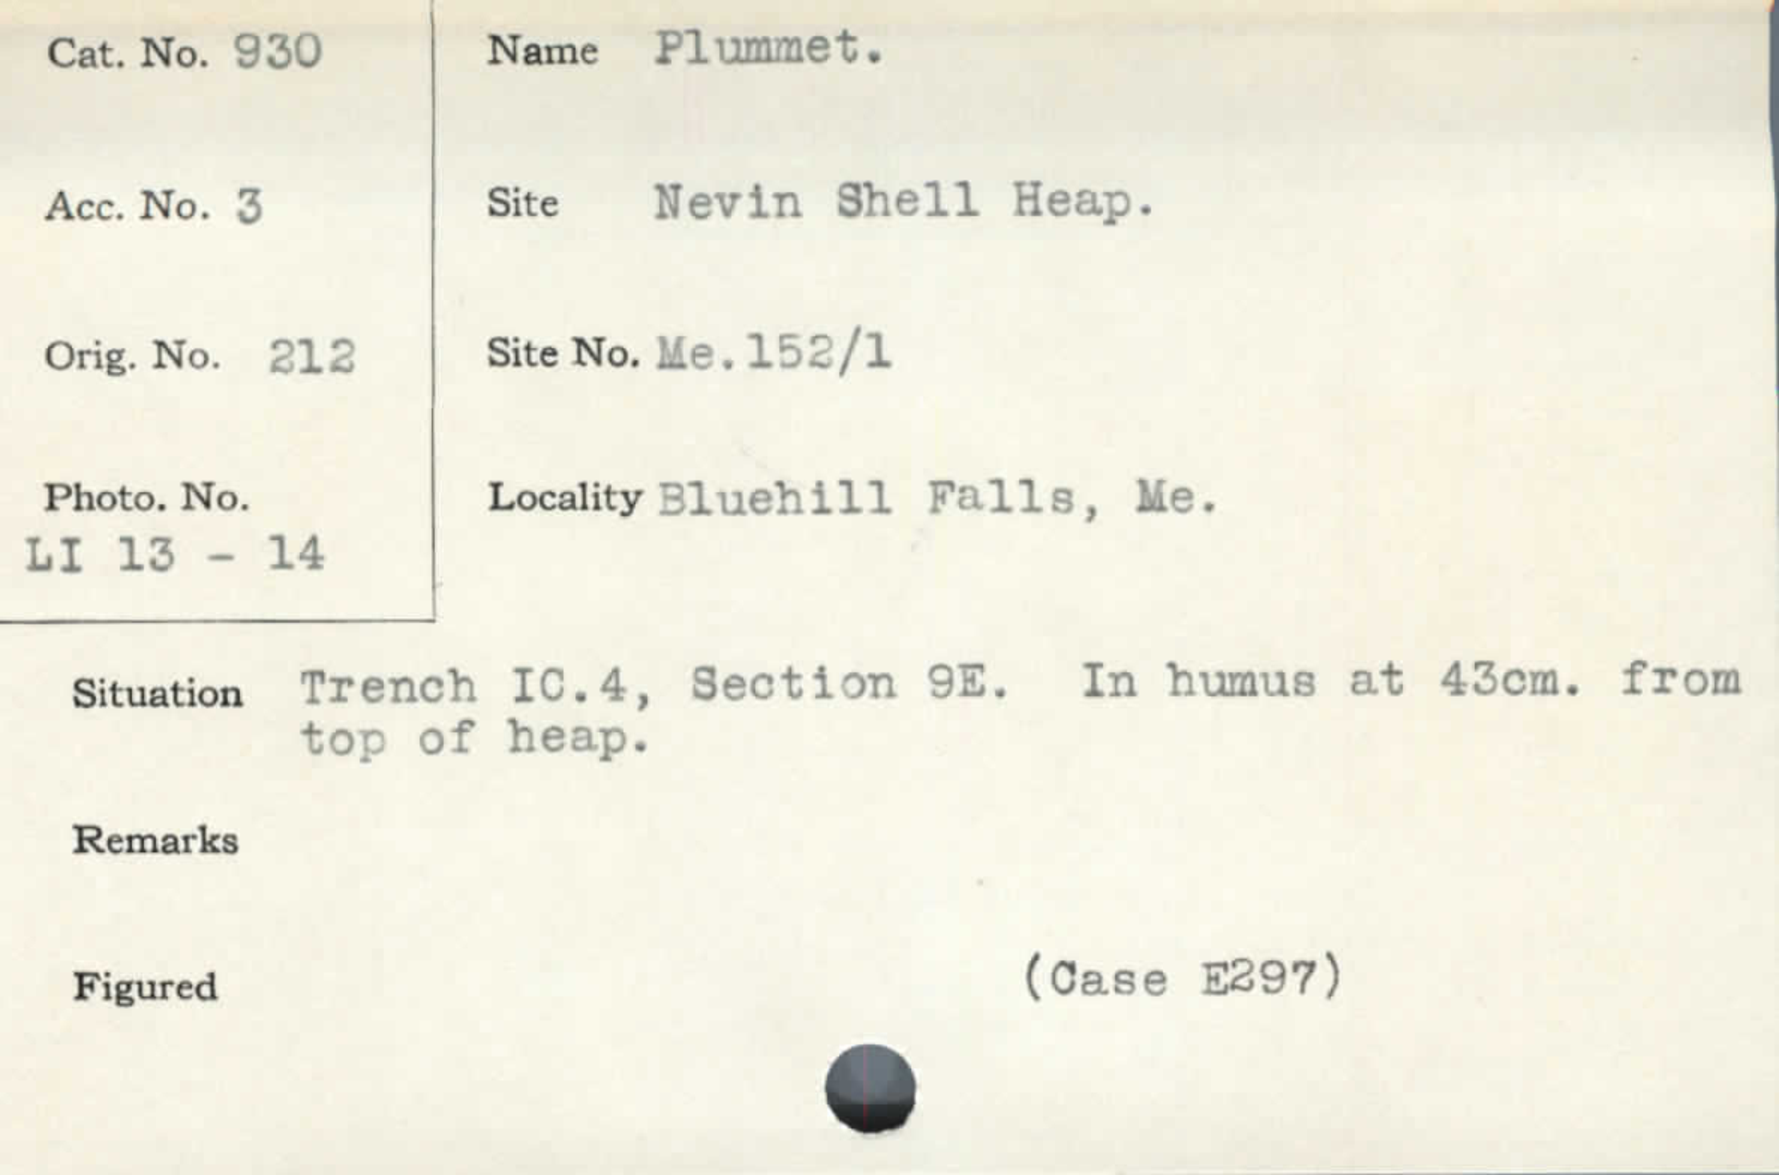 Cat. No. 930
Name Plummet.
Acc. No. 3
Site Nevin Shell Heap.
Orig. No. 212
Site No. Me.152/1
Photo. No.
LI 13 - 14
Locality Bluehill Falls, Me.
Situation Trench IC.4, Section 9E. In humus at 43cm. from
top of heap.
Remarks
Figured
(Case E297)